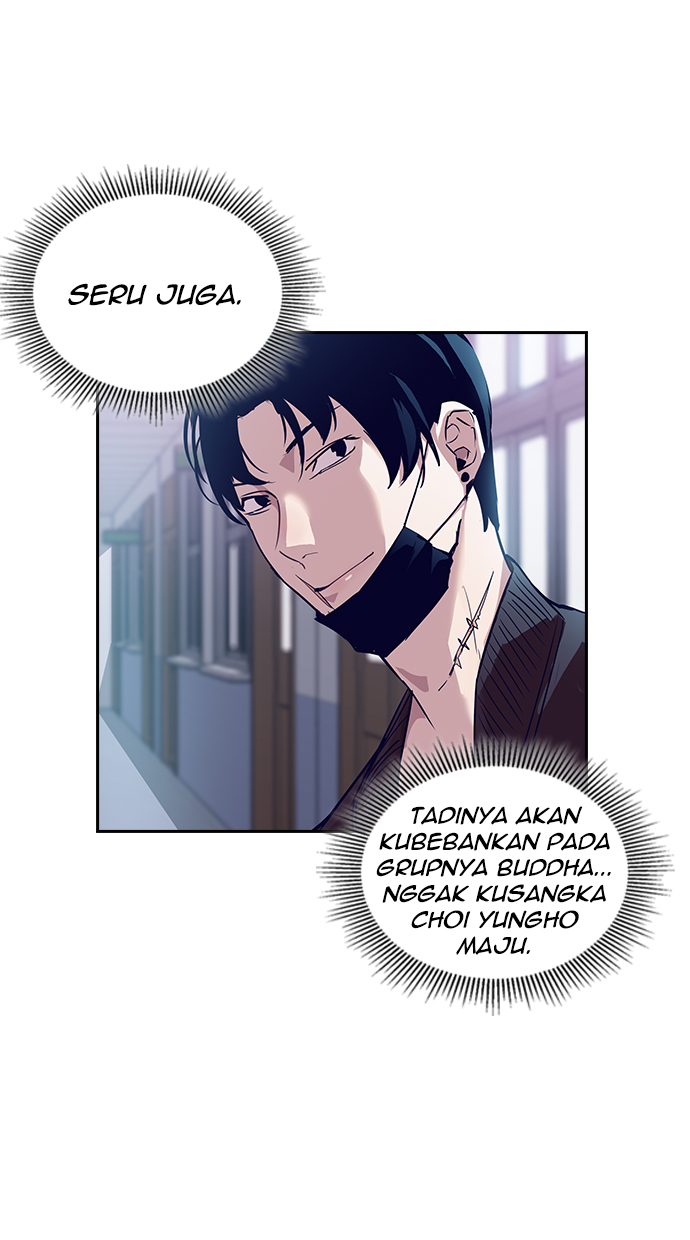 SERU JUGA.
TADINYA AKAN
KUBEBANKAN PADA
GRUPNYA BUDDHA...
NGGAK KUSANGKA
CHOI YUNGHO
MAJU.